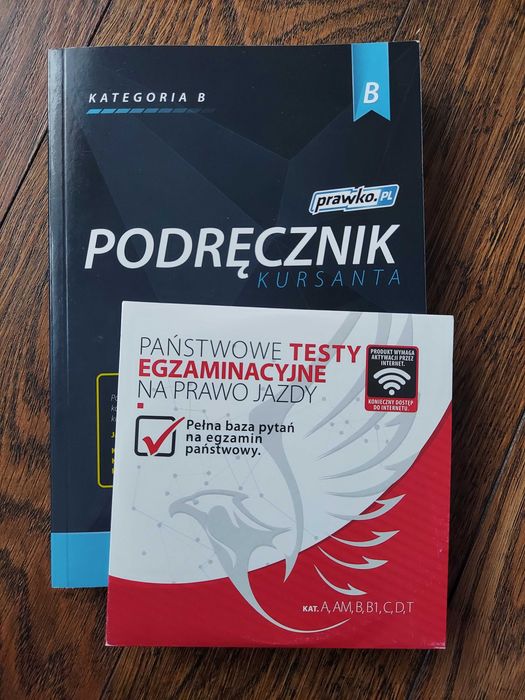 KATEGORIA B
B
prawko.PL
PODRĘCZNIK
KURSANTA
PAŃSTWOWE TESTY
EGZAMINACYJNE
NA PRAWO JAZDY
PRODUKT WYMAGA
AKTYWACJI PRZEZ
INTERNET.
KONIECZNY DOSTĘP
DO INTERNETU.
Pełna baza pytań
na egzamin
państwowy.
KAT. A, AM, B, B1, C, D, T